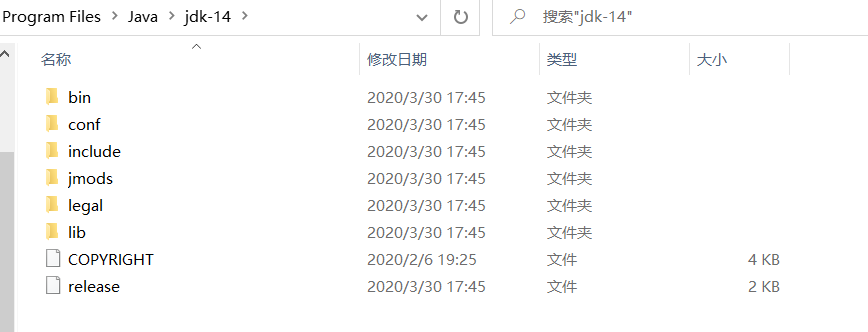 Program Files > Java > jdk-14 > 搜索"jdk-14"
名称 修改日期 类型 大小
bin 2020/3/30 17:45 文件夹
conf 2020/3/30 17:45 文件夹
include 2020/3/30 17:45 文件夹
jmods 2020/3/30 17:45 文件夹
legal 2020/3/30 17:45 文件夹
lib 2020/3/30 17:45 文件夹
COPYRIGHT 2020/2/6 19:25 文件 4 KB
release 2020/3/30 17:45 文件 2 KB